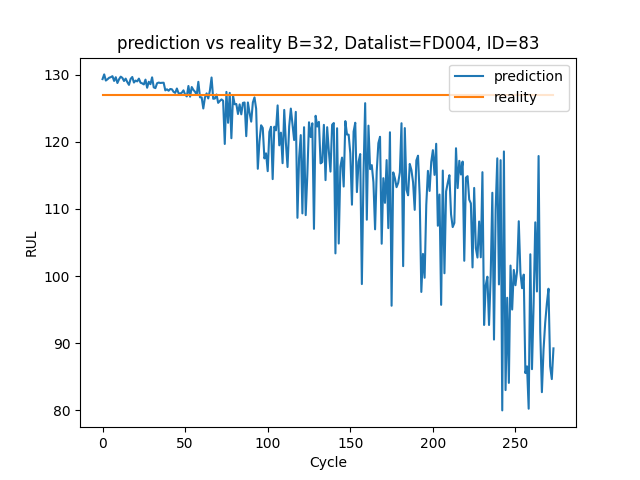 prediction vs reality B=32, Datalist=FD004, ID=83
prediction
reality
RUL
130
120
110
100
90
80
0 50 100 150 200 250
Cycle